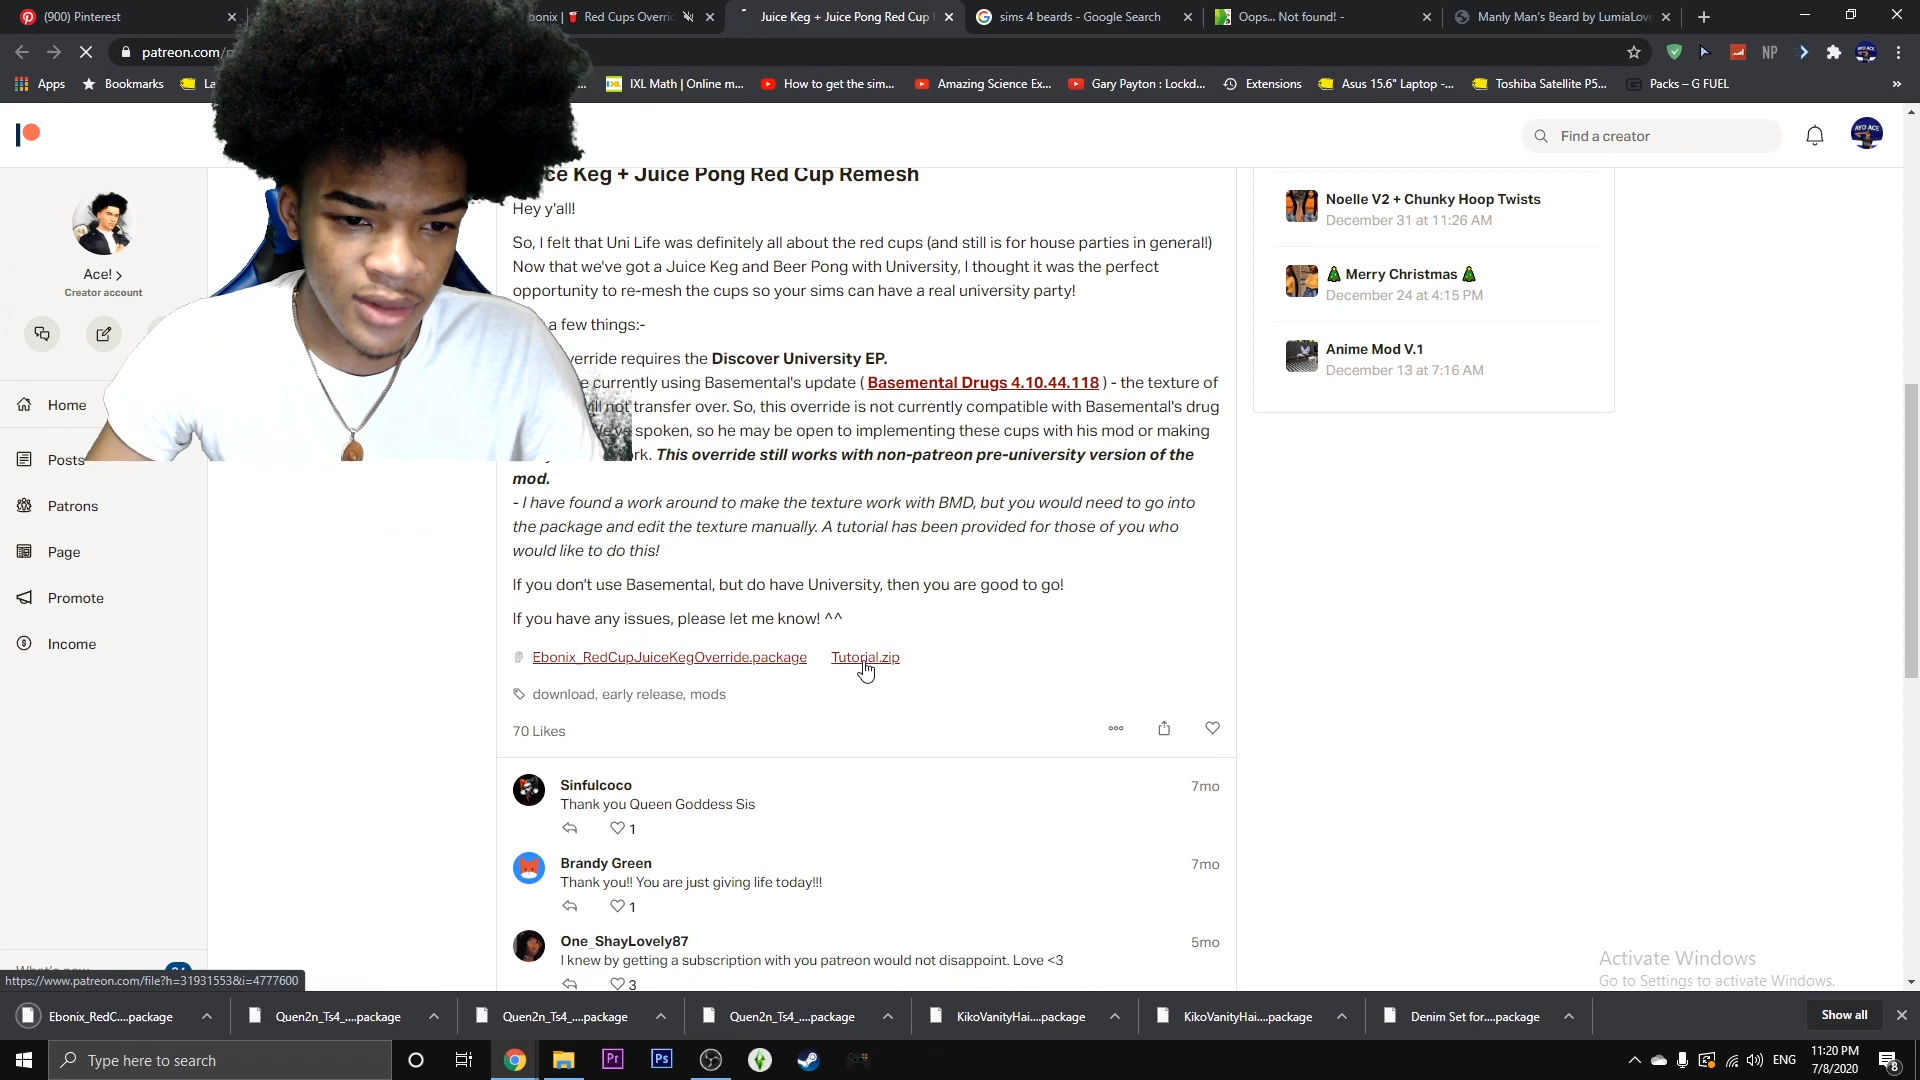 (900) Pinterest
bonix | Red Cups Overri
Juice Keg + Juice Pong Red Cup
sims 4 beards - Google Search
Oops... Not found! -
Manly Man's Beard by LumiaLove
patreon.com/
Apps
Bookmarks
La
...
IXL Math | Online m...
How to get the sim...
Amazing Science Ex...
Gary Payton : Lockd...
Extensions
Asus 15.6" Laptop -...
Toshiba Satellite P5...
Packs – G FUEL
»
Find a creator
AYO ACE
Ace! >
Creator account
Home
Posts
Patrons
Page
Promote
Income
ce Keg + Juice Pong Red Cup Remesh
Hey y'all!
So, I felt that Uni Life was definitely all about the red cups (and still is for house parties in general!)
Now that we've got a Juice Keg and Beer Pong with University, I thought it was the perfect
opportunity to re-mesh the cups so your sims can have a real university party!
a few things:-
verride requires the Discover University EP.
e currently using Basemental's update ( Basemental Drugs 4.10.44.118 ) - the texture of
ill not transfer over. So, this override is not currently compatible with Basemental's drug
e've spoken, so he may be open to implementing these cups with his mod or making
rk. This override still works with non-patreon pre-university version of the
mod.
- I have found a work around to make the texture work with BMD, but you would need to go into
the package and edit the texture manually. A tutorial has been provided for those of you who
would like to do this!
If you don't use Basemental, but do have University, then you are good to go!
If you have any issues, please let me know! ^^
Ebonix_RedCupJuiceKegOverride.package Tutorial.zip
download, early release, mods
70 Likes
Sinfulcoco
7mo
Thank you Queen Goddess Sis
1
Brandy Green
7mo
Thank you!! You are just giving life today!!!
1
One_ShayLovely87
5mo
I knew by getting a subscription with you patreon would not disappoint. Love <3
3
Noelle V2 + Chunky Hoop Twists
December 31 at 11:26 AM
Merry Christmas
December 24 at 4:15 PM
Anime Mod V.1
December 13 at 7:16 AM
Activate Windows
Go to Settings to activate Windows.
https://www.patreon.com/file?h=31931553&i=4777600
Ebonix_RedC....package
Quen2n_Ts4_....package
Quen2n_Ts4_....package
Quen2n_Ts4_....package
KikoVanityHai....package
KikoVanityHai....package
Denim Set for....package
Show all
Type here to search
Pr
Ps
ENG
11:20 PM
7/8/2020
8